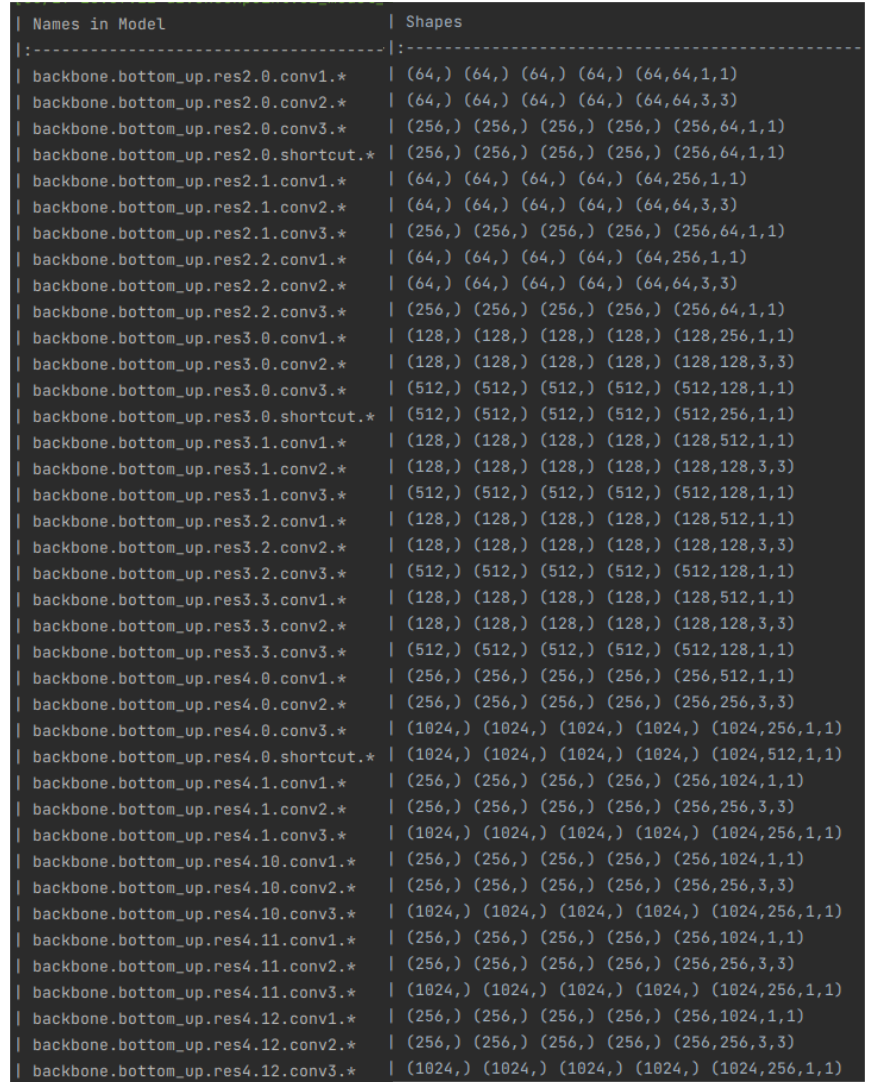 | Names in Model | Shapes
|:-------------------------------------|:------------------------------------------------
| backbone.bottom_up.res2.0.conv1.* | (64,) (64,) (64,) (64,) (64,64,1,1)
| backbone.bottom_up.res2.0.conv2.* | (64,) (64,) (64,) (64,) (64,64,3,3)
| backbone.bottom_up.res2.0.conv3.* | (256,) (256,) (256,) (256,) (256,64,1,1)
| backbone.bottom_up.res2.0.shortcut.* | (256,) (256,) (256,) (256,) (256,64,1,1)
| backbone.bottom_up.res2.1.conv1.* | (64,) (64,) (64,) (64,) (64,256,1,1)
| backbone.bottom_up.res2.1.conv2.* | (64,) (64,) (64,) (64,) (64,64,3,3)
| backbone.bottom_up.res2.1.conv3.* | (256,) (256,) (256,) (256,) (256,64,1,1)
| backbone.bottom_up.res2.2.conv1.* | (64,) (64,) (64,) (64,) (64,256,1,1)
| backbone.bottom_up.res2.2.conv2.* | (64,) (64,) (64,) (64,) (64,64,3,3)
| backbone.bottom_up.res2.2.conv3.* | (256,) (256,) (256,) (256,) (256,64,1,1)
| backbone.bottom_up.res3.0.conv1.* | (128,) (128,) (128,) (128,) (128,256,1,1)
| backbone.bottom_up.res3.0.conv2.* | (128,) (128,) (128,) (128,) (128,128,3,3)
| backbone.bottom_up.res3.0.conv3.* | (512,) (512,) (512,) (512,) (512,128,1,1)
| backbone.bottom_up.res3.0.shortcut.* | (512,) (512,) (512,) (512,) (512,256,1,1)
| backbone.bottom_up.res3.1.conv1.* | (128,) (128,) (128,) (128,) (128,512,1,1)
| backbone.bottom_up.res3.1.conv2.* | (128,) (128,) (128,) (128,) (128,128,3,3)
| backbone.bottom_up.res3.1.conv3.* | (512,) (512,) (512,) (512,) (512,128,1,1)
| backbone.bottom_up.res3.2.conv1.* | (128,) (128,) (128,) (128,) (128,512,1,1)
| backbone.bottom_up.res3.2.conv2.* | (128,) (128,) (128,) (128,) (128,128,3,3)
| backbone.bottom_up.res3.2.conv3.* | (512,) (512,) (512,) (512,) (512,128,1,1)
| backbone.bottom_up.res3.3.conv1.* | (128,) (128,) (128,) (128,) (128,512,1,1)
| backbone.bottom_up.res3.3.conv2.* | (128,) (128,) (128,) (128,) (128,128,3,3)
| backbone.bottom_up.res3.3.conv3.* | (512,) (512,) (512,) (512,) (512,128,1,1)
| backbone.bottom_up.res4.0.conv1.* | (256,) (256,) (256,) (256,) (256,512,1,1)
| backbone.bottom_up.res4.0.conv2.* | (256,) (256,) (256,) (256,) (256,256,3,3)
| backbone.bottom_up.res4.0.conv3.* | (1024,) (1024,) (1024,) (1024,) (1024,256,1,1)
| backbone.bottom_up.res4.0.shortcut.* | (1024,) (1024,) (1024,) (1024,) (1024,512,1,1)
| backbone.bottom_up.res4.1.conv1.* | (256,) (256,) (256,) (256,) (256,1024,1,1)
| backbone.bottom_up.res4.1.conv2.* | (256,) (256,) (256,) (256,) (256,256,3,3)
| backbone.bottom_up.res4.1.conv3.* | (1024,) (1024,) (1024,) (1024,) (1024,256,1,1)
| backbone.bottom_up.res4.10.conv1.* | (256,) (256,) (256,) (256,) (256,1024,1,1)
| backbone.bottom_up.res4.10.conv2.* | (256,) (256,) (256,) (256,) (256,256,3,3)
| backbone.bottom_up.res4.10.conv3.* | (1024,) (1024,) (1024,) (1024,) (1024,256,1,1)
| backbone.bottom_up.res4.11.conv1.* | (256,) (256,) (256,) (256,) (256,1024,1,1)
| backbone.bottom_up.res4.11.conv2.* | (256,) (256,) (256,) (256,) (256,256,3,3)
| backbone.bottom_up.res4.11.conv3.* | (1024,) (1024,) (1024,) (1024,) (1024,256,1,1)
| backbone.bottom_up.res4.12.conv1.* | (256,) (256,) (256,) (256,) (256,1024,1,1)
| backbone.bottom_up.res4.12.conv2.* | (256,) (256,) (256,) (256,) (256,256,3,3)
| backbone.bottom_up.res4.12.conv3.* | (1024,) (1024,) (1024,) (1024,) (1024,256,1,1)